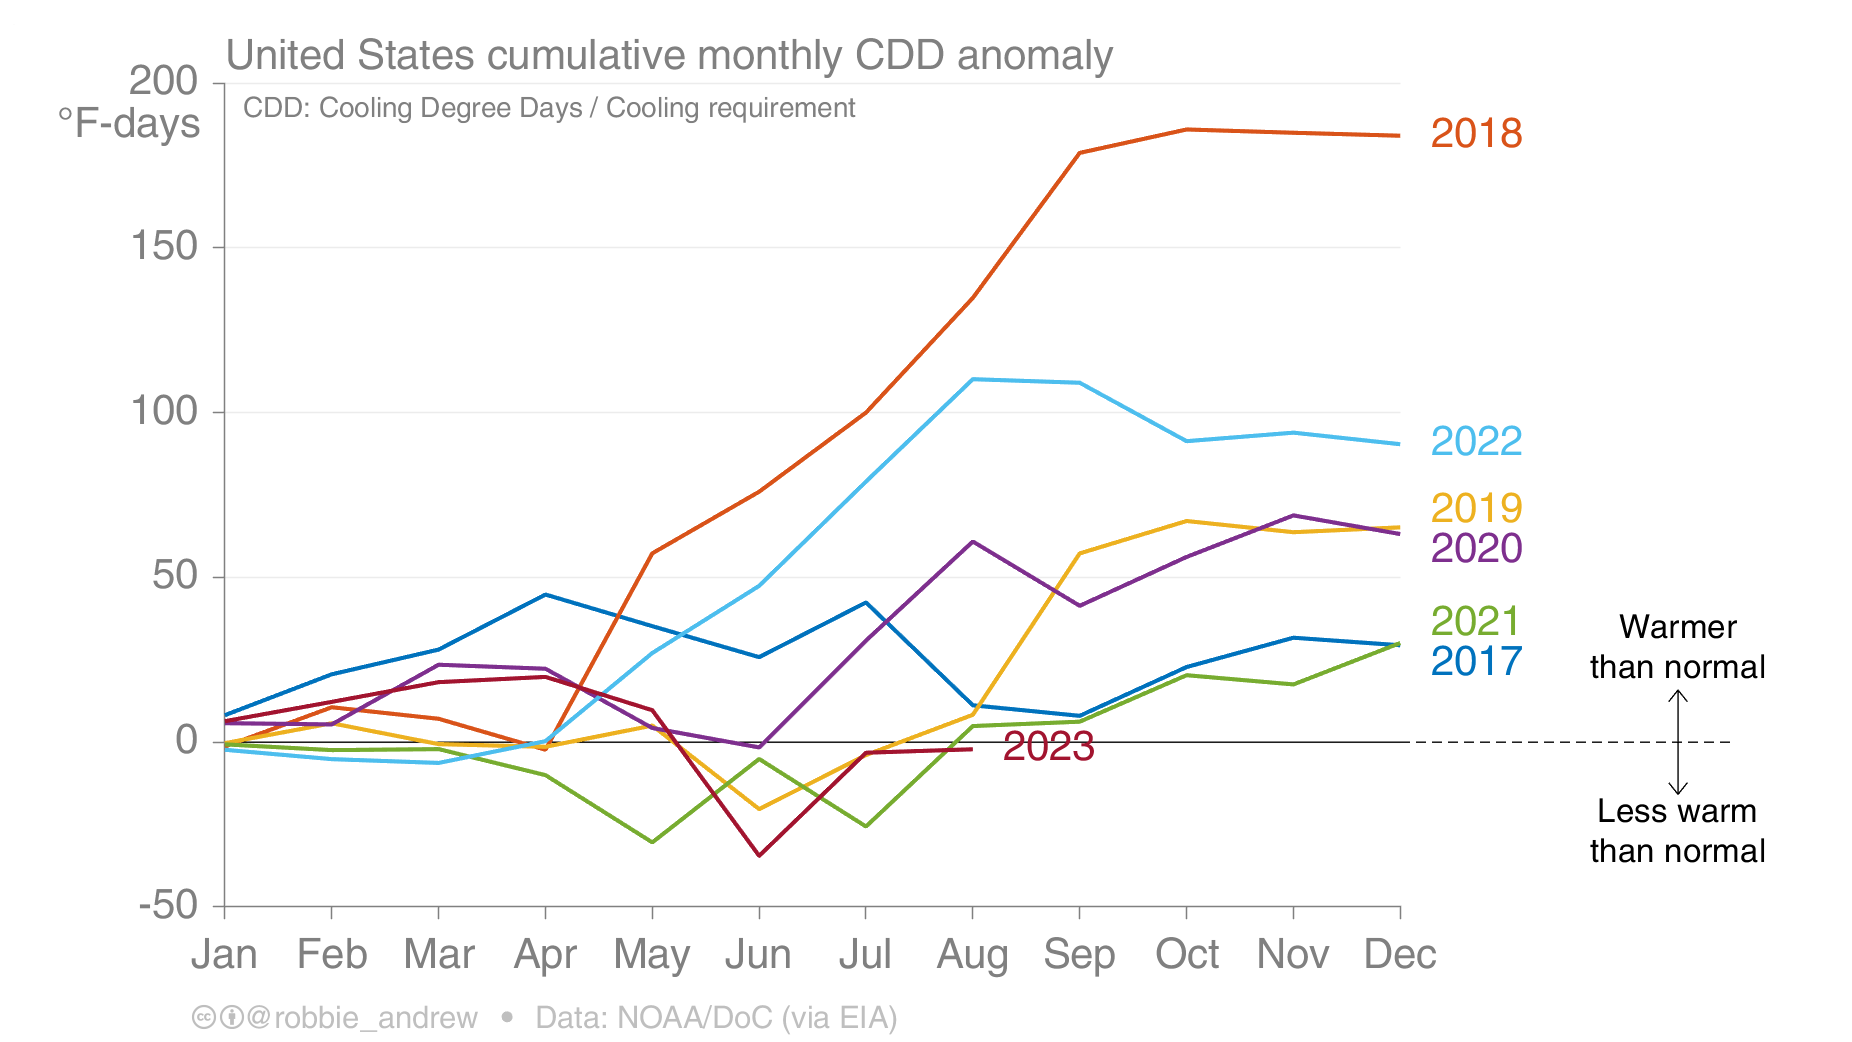 United States cumulative monthly CDD anomaly
200
°F-days
CDD: Cooling Degree Days / Cooling requirement
2018
150
100
2022
2019
2020
50
2021
2017
Warmer
than normal
0
2023
Less warm
than normal
-50
Jan Feb Mar Apr May Jun Jul Aug Sep Oct Nov Dec
cc @robbie_andrew • Data: NOAA/DoC (via EIA)